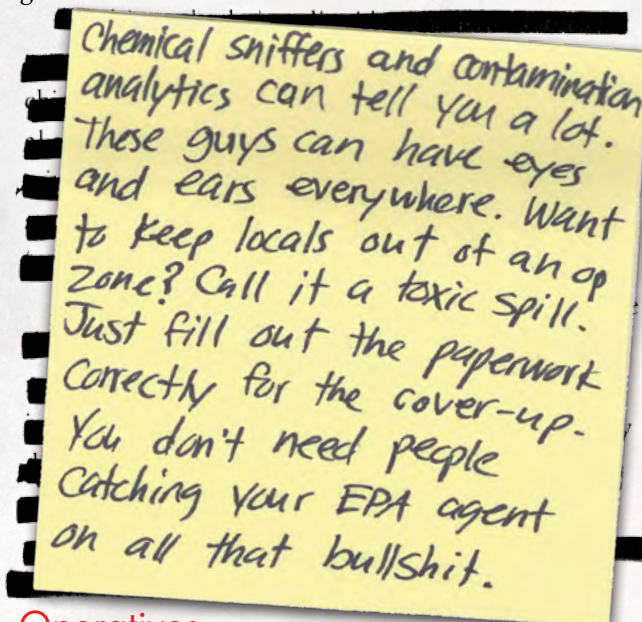 Chemical sniffers and contamination
analytics can tell you a lot.
These guys can have eyes
and ears everywhere. Want
to keep locals out of an op
zone? Call it a toxic spill.
Just fill out the paperwork
correctly for the cover-up.
You don't need people
catching your EPA agent
on all that bullshit.